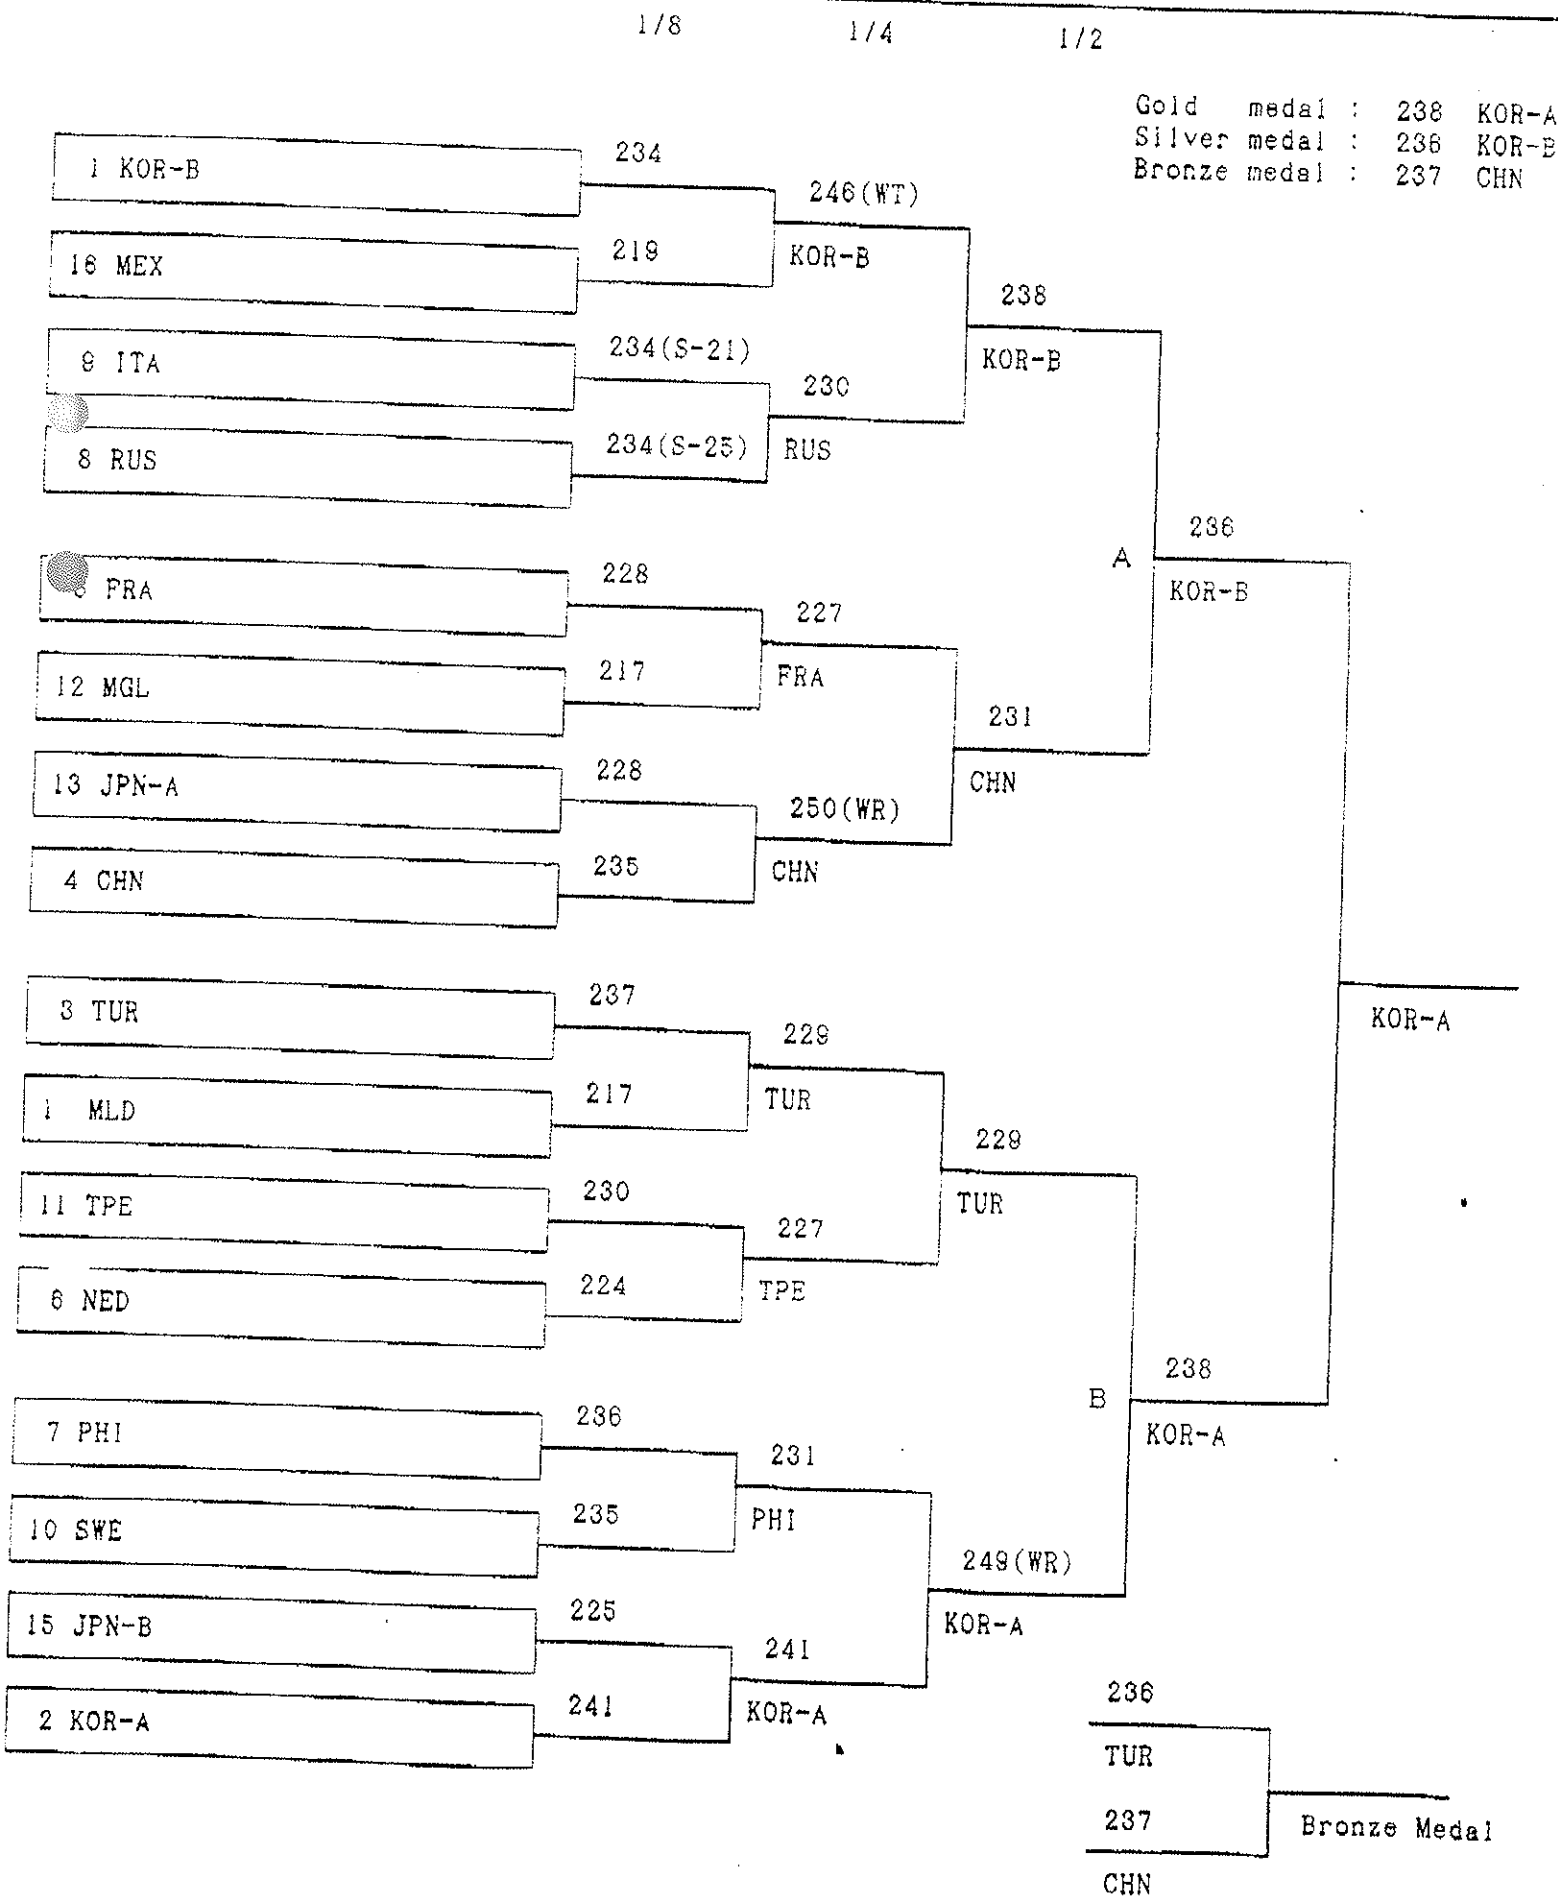 1/8 1/4 1/2
Gold medal : 238 KOR-A
Silver medal : 236 KOR-B
Bronze medal : 237 CHN
1 KOR-B 234
246(WT)
16 MEX 219 KOR-B
238
9 ITA 234(S-21) KOR-B
230
8 RUS 234(S-25) RUS
236
A
FRA 228 KOR-B
227
12 MGL 217 FRA
231
13 JPN-A 228 CHN
250(WR)
4 CHN 235 CHN
3 TUR 237 KOR-A
229
1 MLD 217 TUR
229
11 TPE 230 TUR
227
6 NED 224 TPE
238
B
7 PHI 236 KOR-A
231
10 SWE 235 PHI
249(WR)
15 JPN-B 225 KOR-A
241
2 KOR-A 241 KOR-A
236
TUR
237 Bronze Medal
CHN